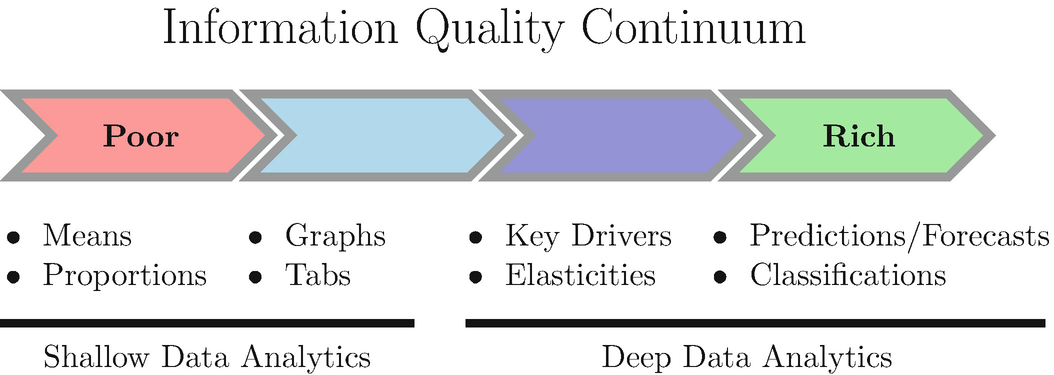 Information Quality Continuum
Poor
Rich
• Means
• Proportions
• Graphs
• Tabs
• Key Drivers
• Elasticities
• Predictions/Forecasts
• Classifications
Shallow Data Analytics
Deep Data Analytics